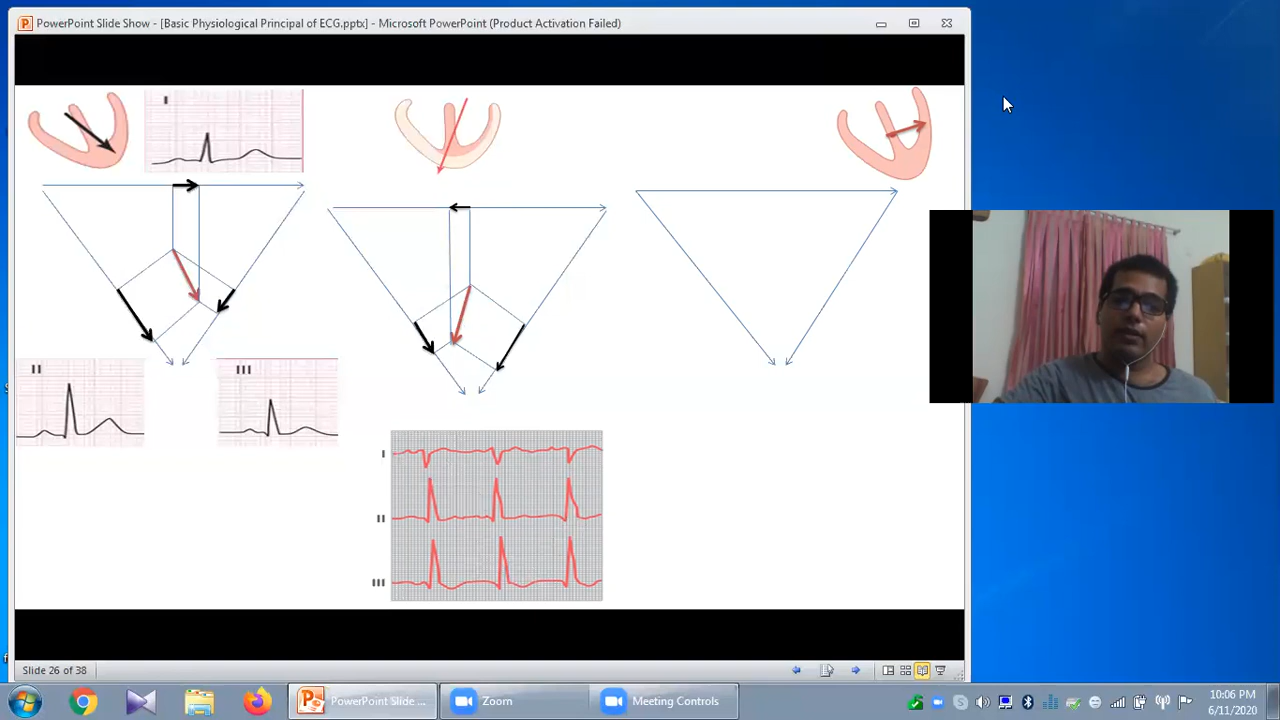 PowerPoint Slide Show - [Basic Physiological Principal of ECG.pptx] - Microsoft PowerPoint (Product Activation Failed)
I
II
III
I
II
III
Slide 26 of 38
PowerPoint Slide ...
Zoom
Meeting Controls
10:06 PM
6/11/2020